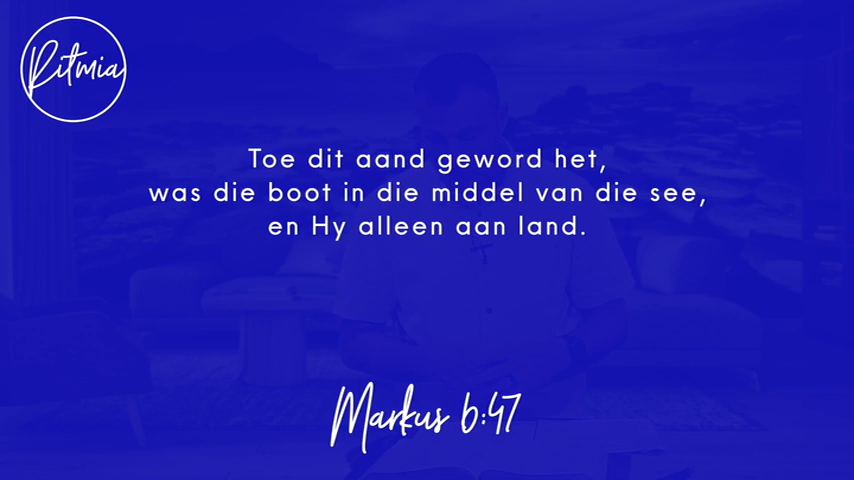 Ritmia
Toe dit aand geword het,
was die boot in die middel van die see,
en Hy alleen aan land.
Markus 6:47